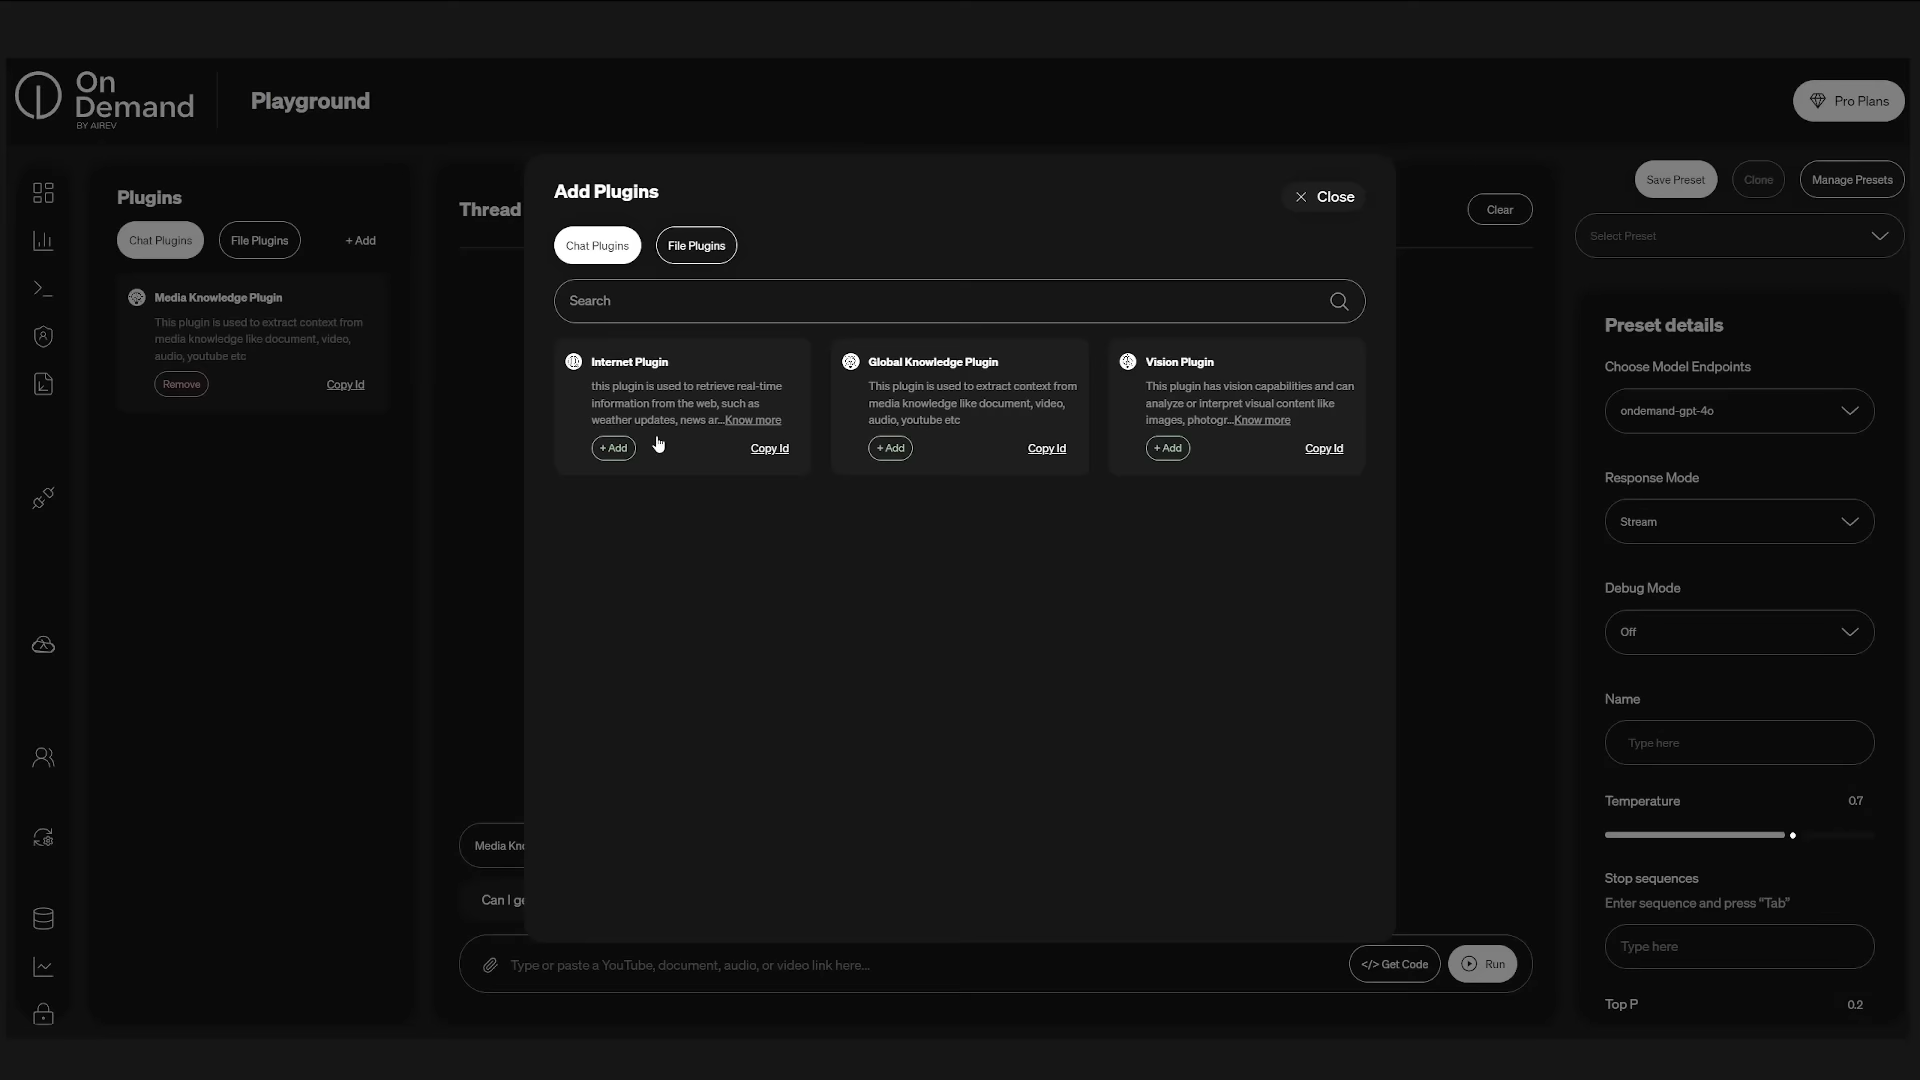 On
Demand
BY AIREV
Playground
Pro Plans
Plugins
Chat Plugins
File Plugins
+ Add
Media Knowledge Plugin
This plugin is used to extract context from
media knowledge like document, video,
audio, youtube etc
Remove
Copy Id
Thread
Clear
Add Plugins
Close
Chat Plugins
File Plugins
Search
Internet Plugin
this plugin is used to retrieve real-time
information from the web, such as
weather updates, news ar...Know more
+ Add
Copy Id
Global Knowledge Plugin
This plugin is used to extract context from
media knowledge like document, video,
audio, youtube etc
+ Add
Copy Id
Vision Plugin
This plugin has vision capabilities and can
analyze or interpret visual content like
images, photogr...Know more
+ Add
Copy Id
Media Kno
Can I ge
Type or paste a YouTube, document, audio, or video link here...
</> Get Code
Run
Save Preset
Clone
Manage Presets
Select Preset
Preset details
Choose Model Endpoints
ondemand-gpt-4o
Response Mode
Stream
Debug Mode
Off
Name
Type here
Temperature
0.7
Stop sequences
Enter sequence and press “Tab”
Type here
Top P
0.2